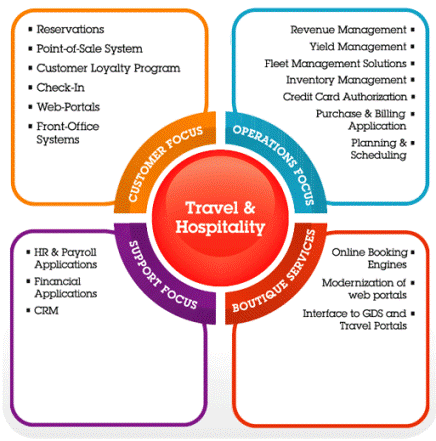 Reservations
Point-of-Sale System
Customer Loyalty Program
Check-In
Web-Portals
Front-Office
Systems
Revenue Management
Yield Management
Fleet Management Solutions
Inventory Management
Credit Card Authorization
Purchase & Billing
Application
Planning &
Scheduling
CUSTOMER FOCUS
OPERATIONS FOCUS
Travel &
Hospitality
SUPPORT FOCUS
BOUTIQUE SERVICES
HR & Payroll
Applications
Financial
Applications
CRM
Online Booking
Engines
Modernization of
web portals
Interface to GDS and
Travel Portals